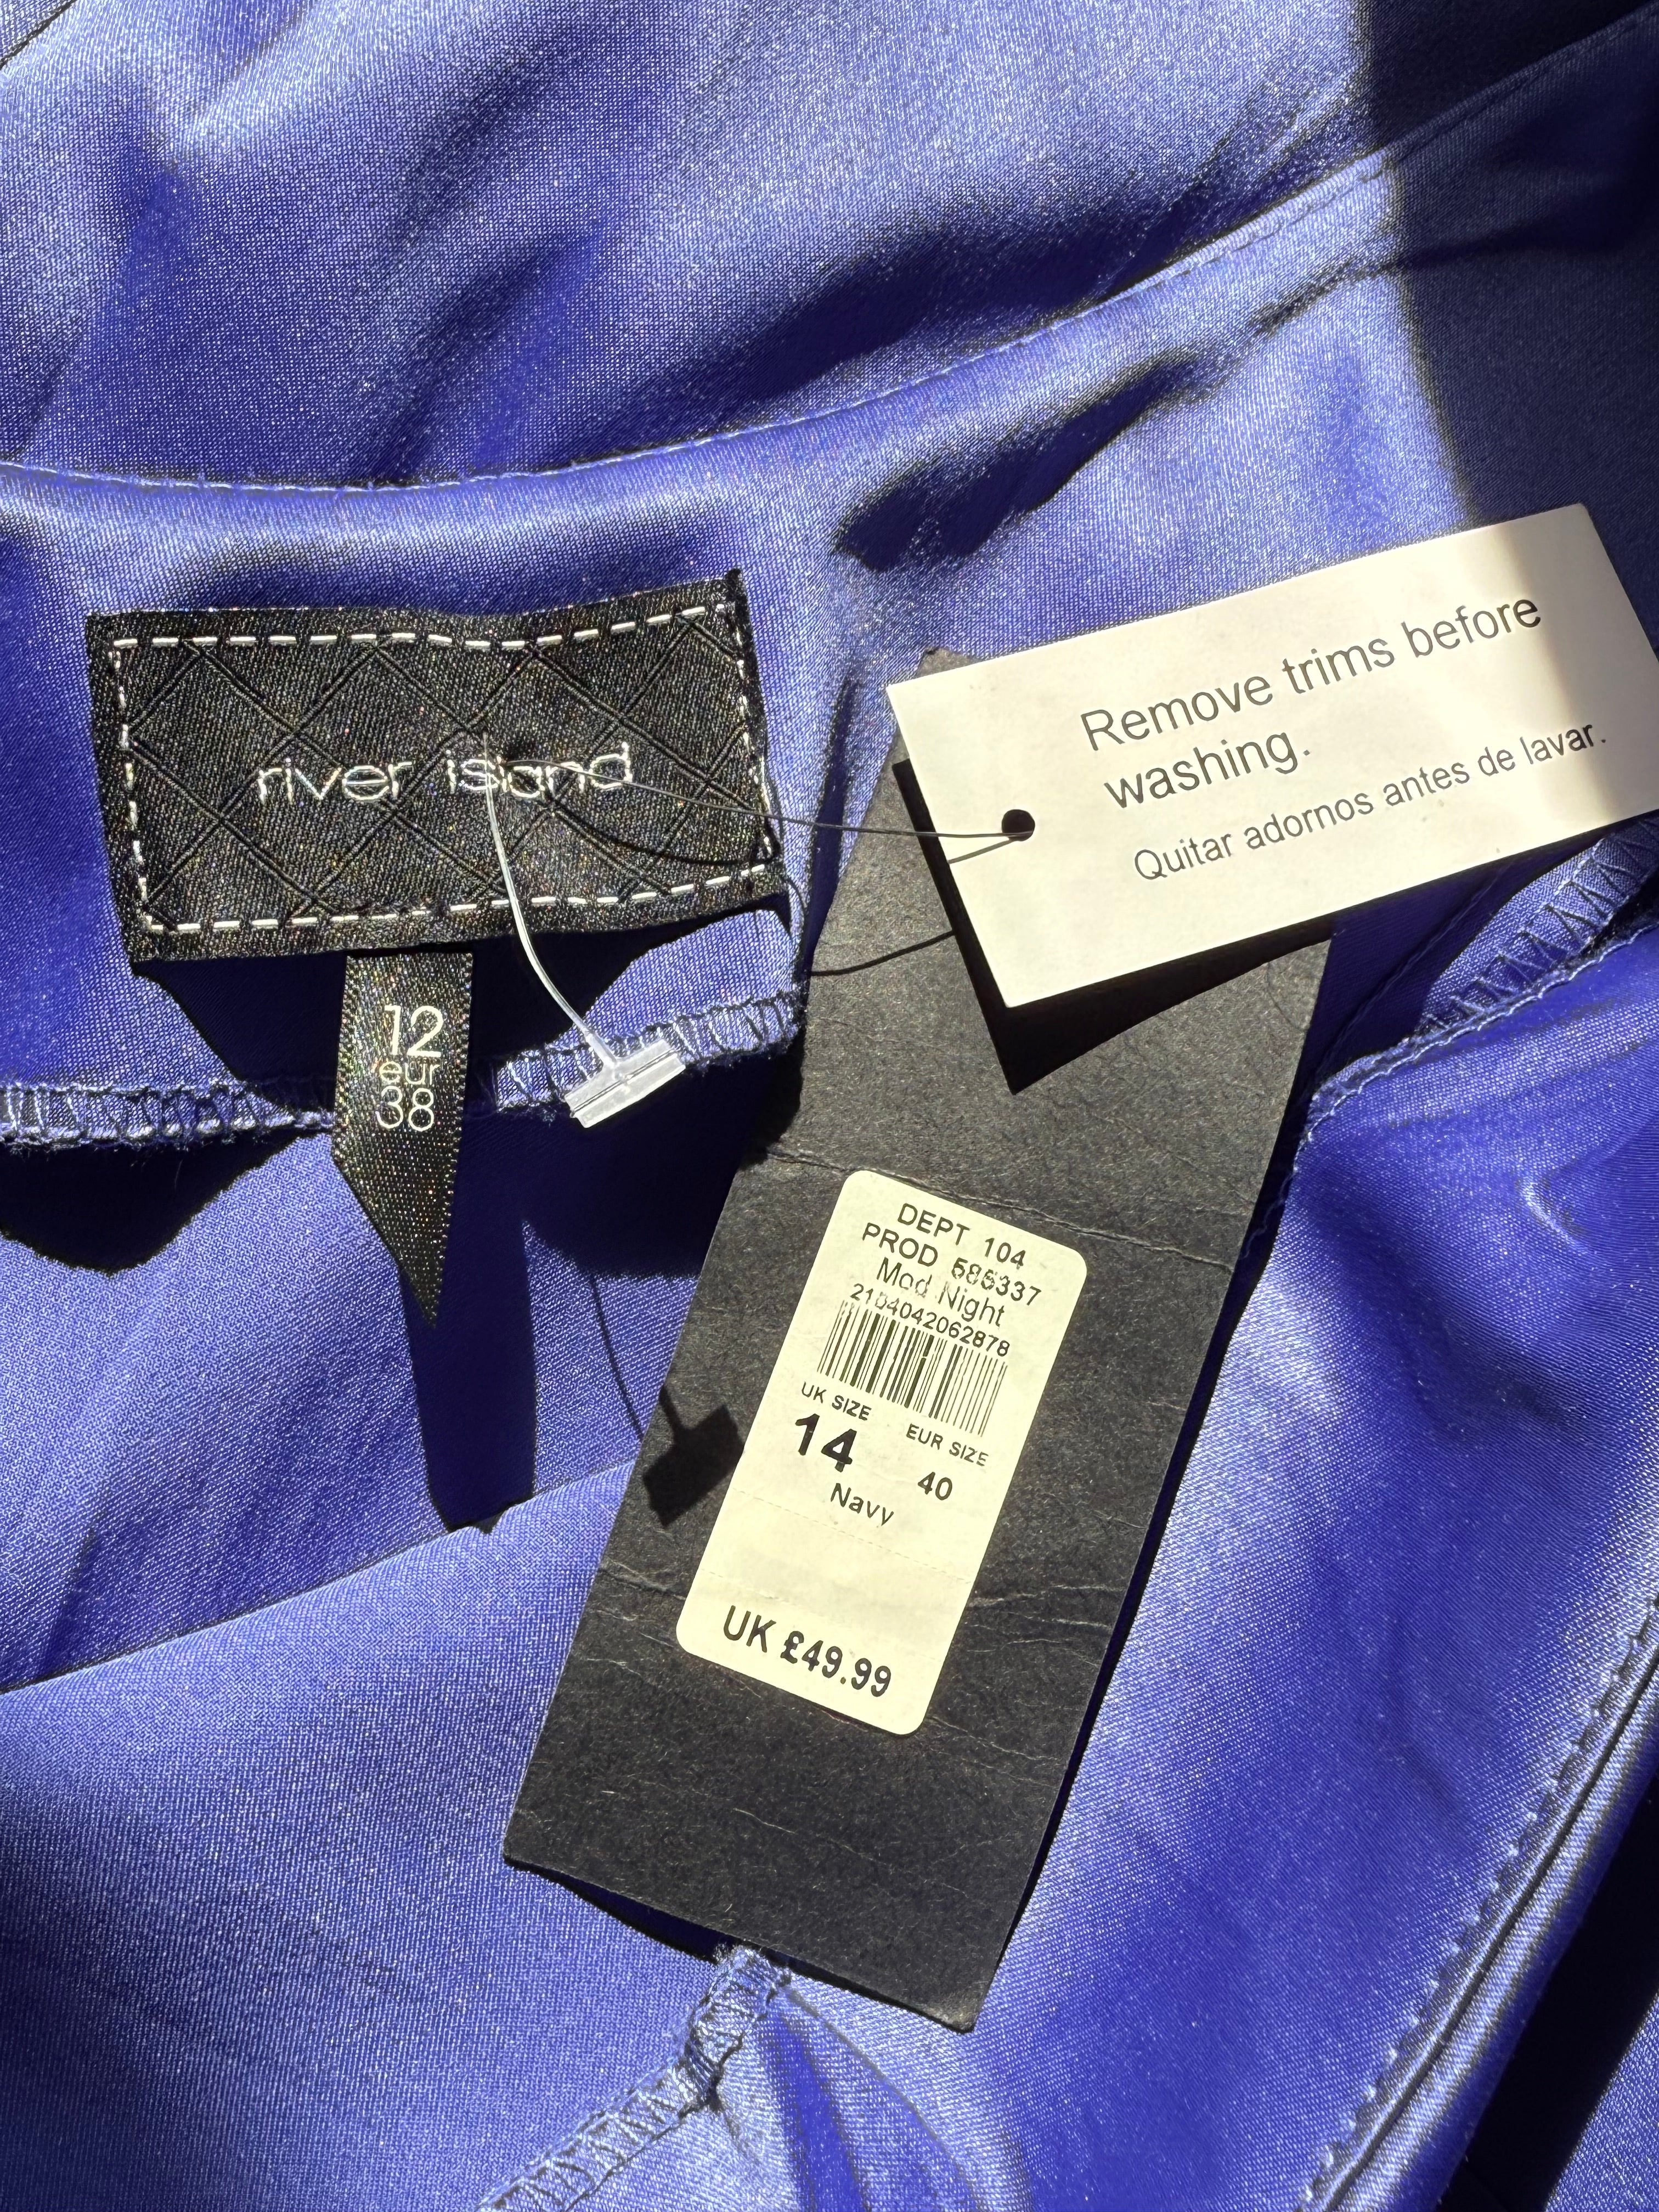 river island
12
eur
38
Remove trims before
washing.
Quitar adornos antes de lavar.
DEPT 104
PROD 585337
Mod Night
2104042062878
UK SIZE
EUR SIZE
14
40
Navy
UK £49.99